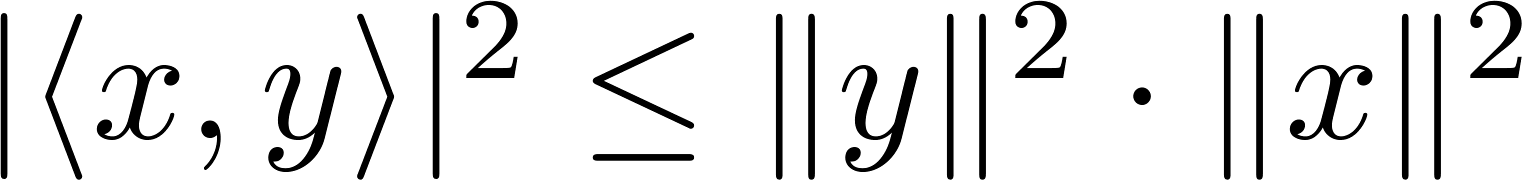 |⟨x, y⟩|² ≤ ‖y‖² · ‖x‖²